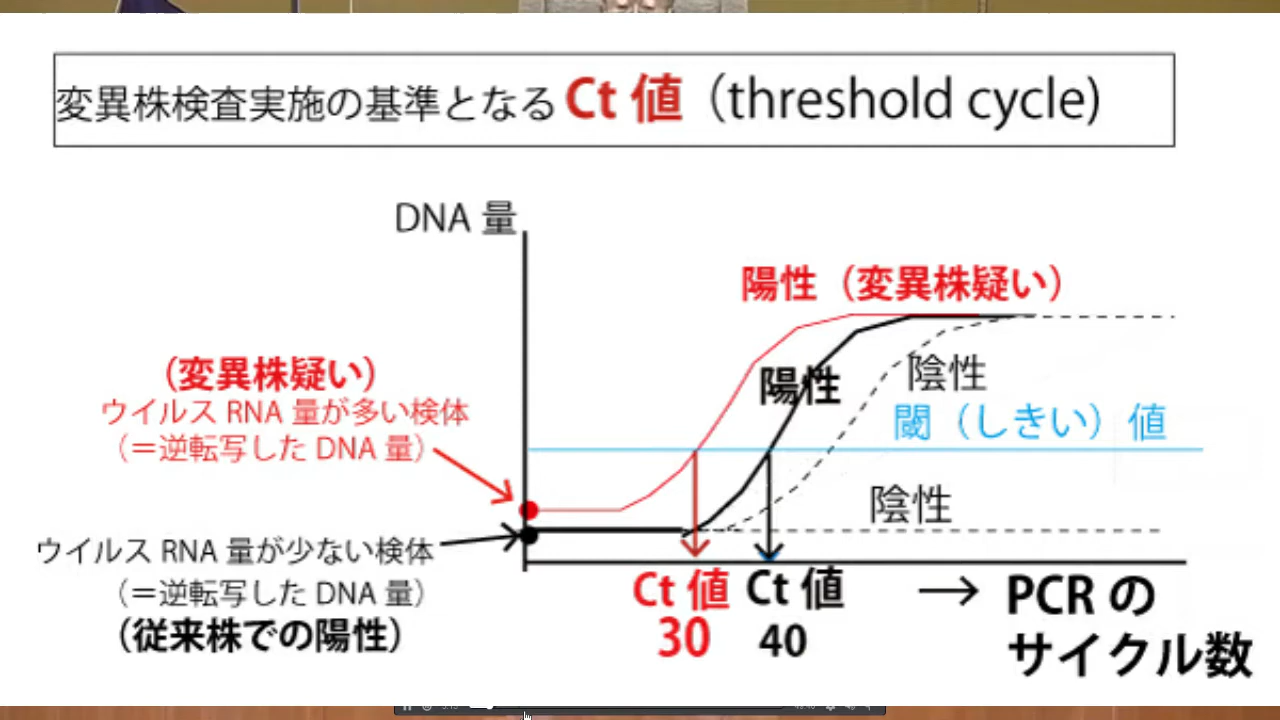 変異株検査実施の基準となる Ct 値（threshold cycle)
DNA 量
陽性（変異株疑い）
（変異株疑い）
ウイルス RNA 量が多い検体
（＝逆転写した DNA 量）
陽性
陰性
閾（しきい）値
陰性
ウイルス RNA 量が少ない検体
（＝逆転写した DNA 量）
（従来株での陽性）
Ct 値
30
Ct 値
40
→ PCR の
サイクル数